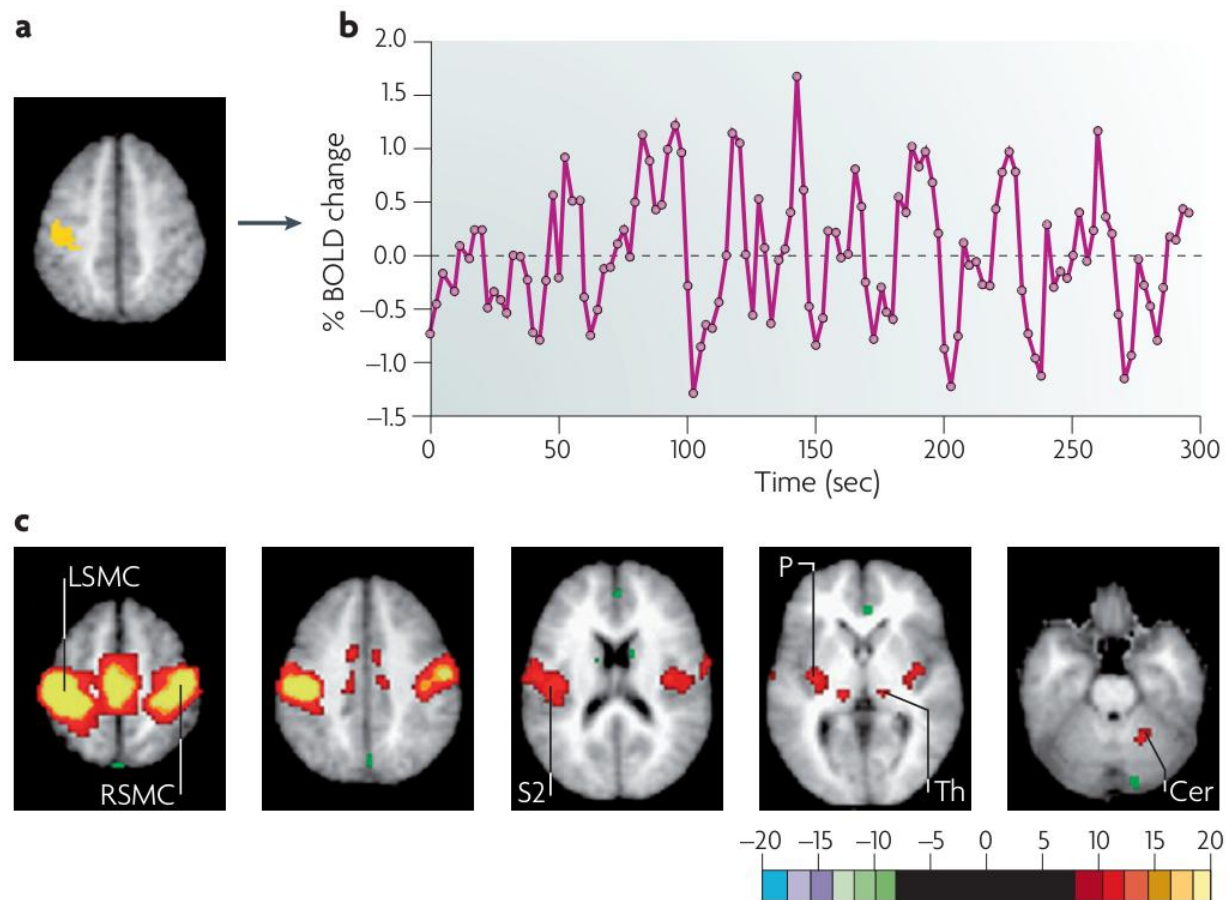 a
b
% BOLD change
2.0
1.5
1.0
0.5
0.0
–0.5
–1.0
–1.5
0 50 100 150 200 250 300
Time (sec)
c
LSMC
RSMC
S2
P
Th
Cer
–20 –15 –10 –5 0 5 10 15 20